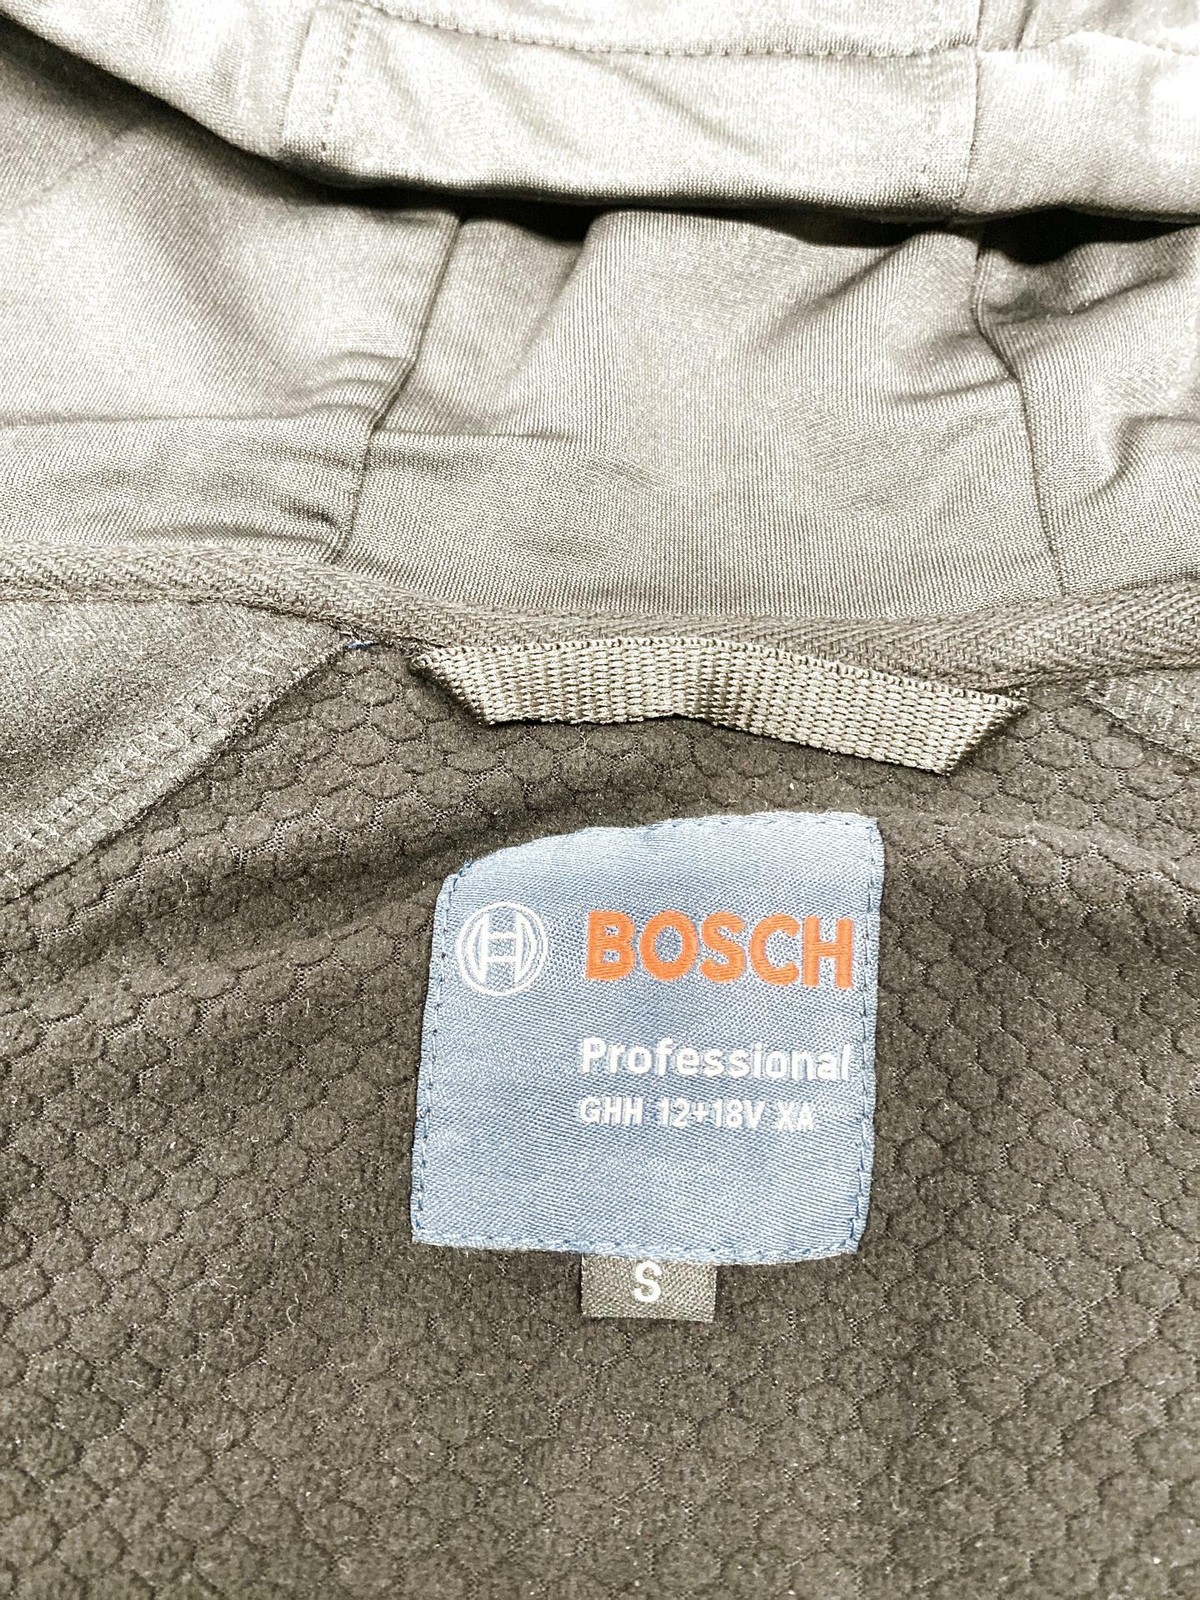 BOSCH
Professional
GHH 12+18V XA
S